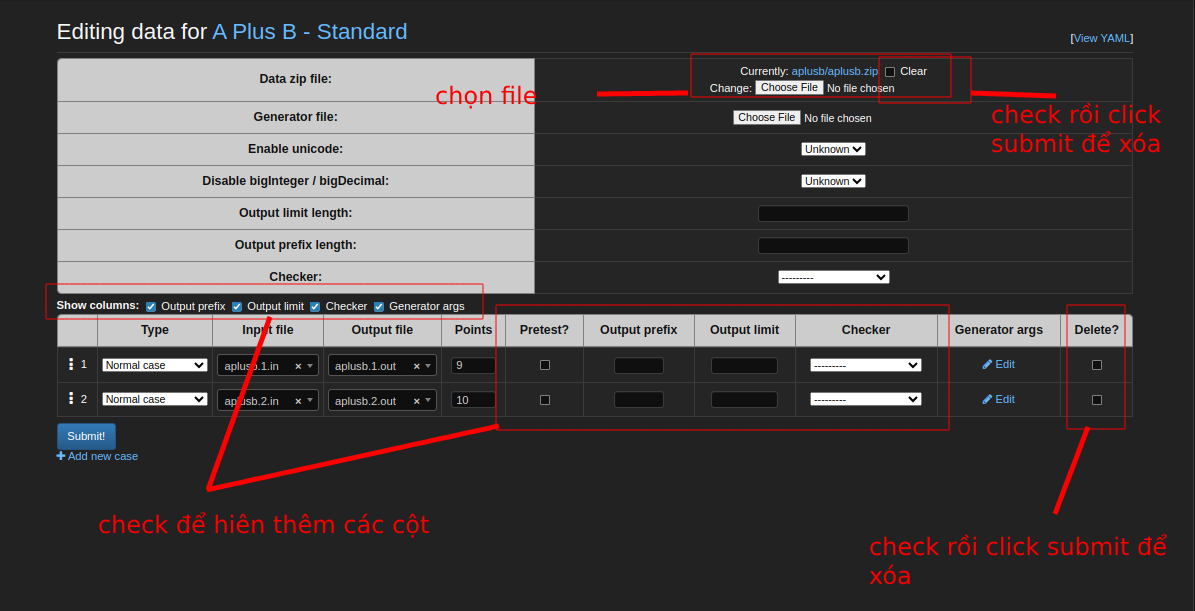 Editing data for A Plus B - Standard
[View YAML]
Data zip file:
Currently: aplusb/aplusb.zip Clear
Change: Choose File No file chosen
chọn file
check rồi click
submit để xóa
Generator file:
Choose File No file chosen
Enable unicode:
Unknown
Disable bigInteger / bigDecimal:
Unknown
Output limit length:
Output prefix length:
Checker:
---------
Show columns: Output prefix Output limit Checker Generator args
Type Input file Output file Points Pretest? Output prefix Output limit Checker Generator args Delete?
1 Normal case aplusb.1.in × aplusb.1.out × 9 --------- Edit
2 Normal case aplusb.2.in × aplusb.2.out × 10 --------- Edit
Submit!
Add new case
check để hiên thêm các cột
check rồi click submit để
xóa